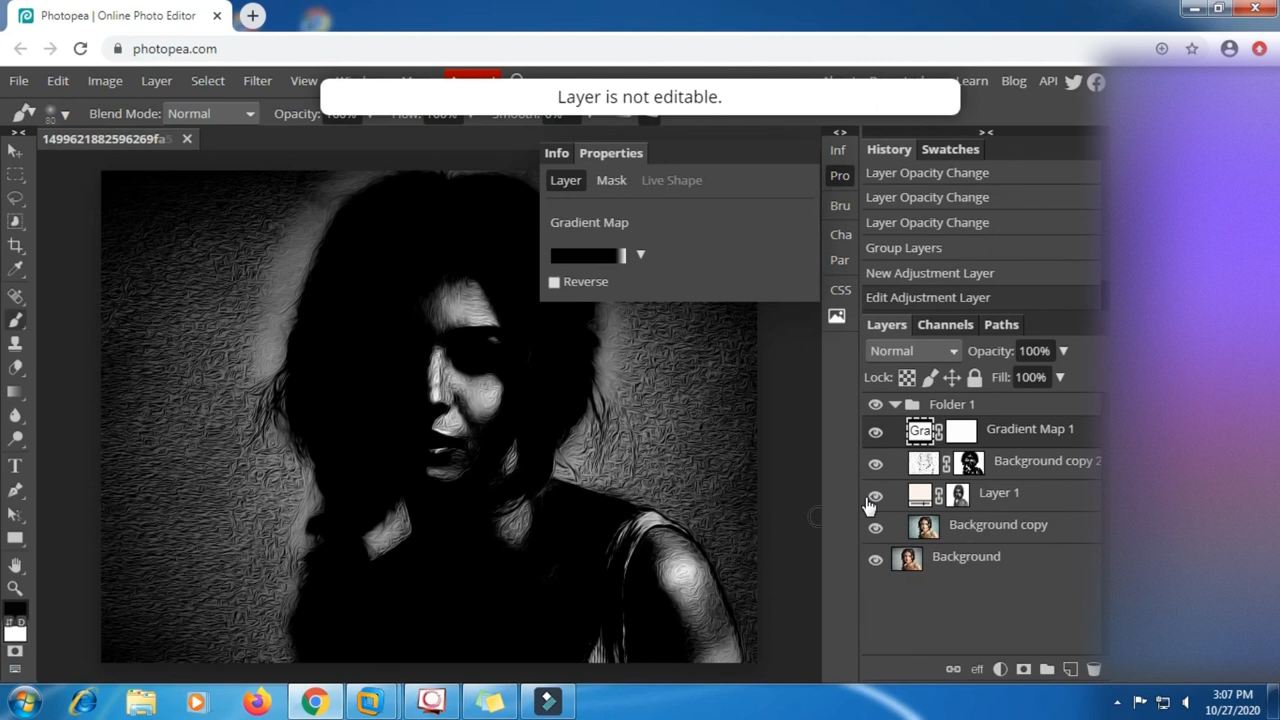 Photopea | Online Photo Editor
photopea.com
File Edit Image Layer Select Filter View
Learn Blog API
Layer is not editable.
Blend Mode: Normal Opacity:
1499621882596269fa5
Info Properties
Layer Mask Live Shape
Gradient Map
Reverse
Inf
Pro
Bru
Cha
Par
CSS
History Swatches
Layer Opacity Change
Layer Opacity Change
Layer Opacity Change
Group Layers
New Adjustment Layer
Edit Adjustment Layer
Layers Channels Paths
Normal Opacity: 100%
Lock: Fill: 100%
Folder 1
Gra Gradient Map 1
Background copy 2
Layer 1
Background copy
Background
D
eff
3:07 PM
10/27/2020